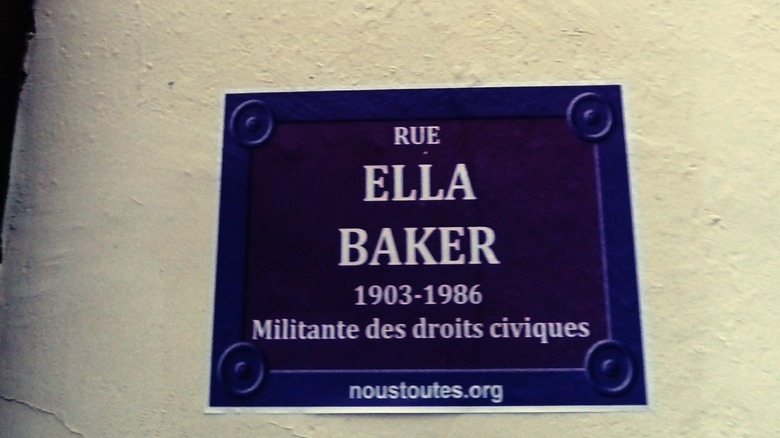 RUE
ELLA
BAKER
1903-1986
Militante des droits civiques
noustoutes.org